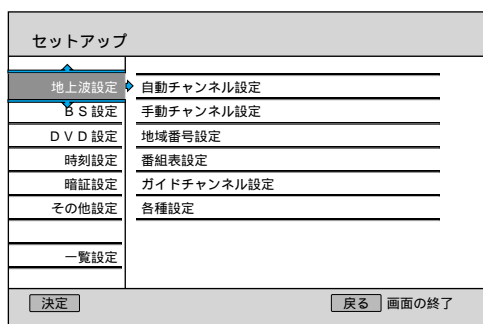 セットアップ
地上波設定
BS設定
DVD設定
時刻設定
暗証設定
その他設定
一覧設定
自動チャンネル設定
手動チャンネル設定
地域番号設定
番組表設定
ガイドチャンネル設定
各種設定
決定
戻る 画面の終了